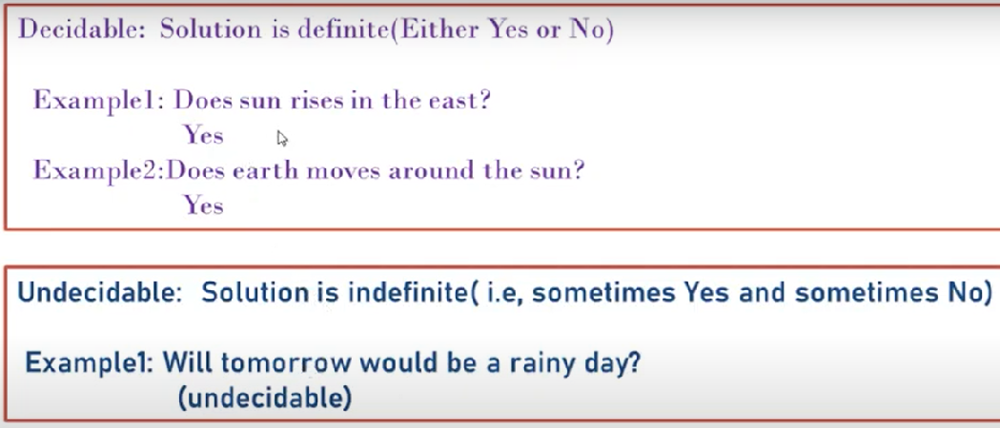 Decidable: Solution is definite(Either Yes or No)
Example1: Does sun rises in the east?
Yes
Example2:Does earth moves around the sun?
Yes
Undecidable: Solution is indefinite( i.e, sometimes Yes and sometimes No)
Example1: Will tomorrow would be a rainy day?
(undecidable)